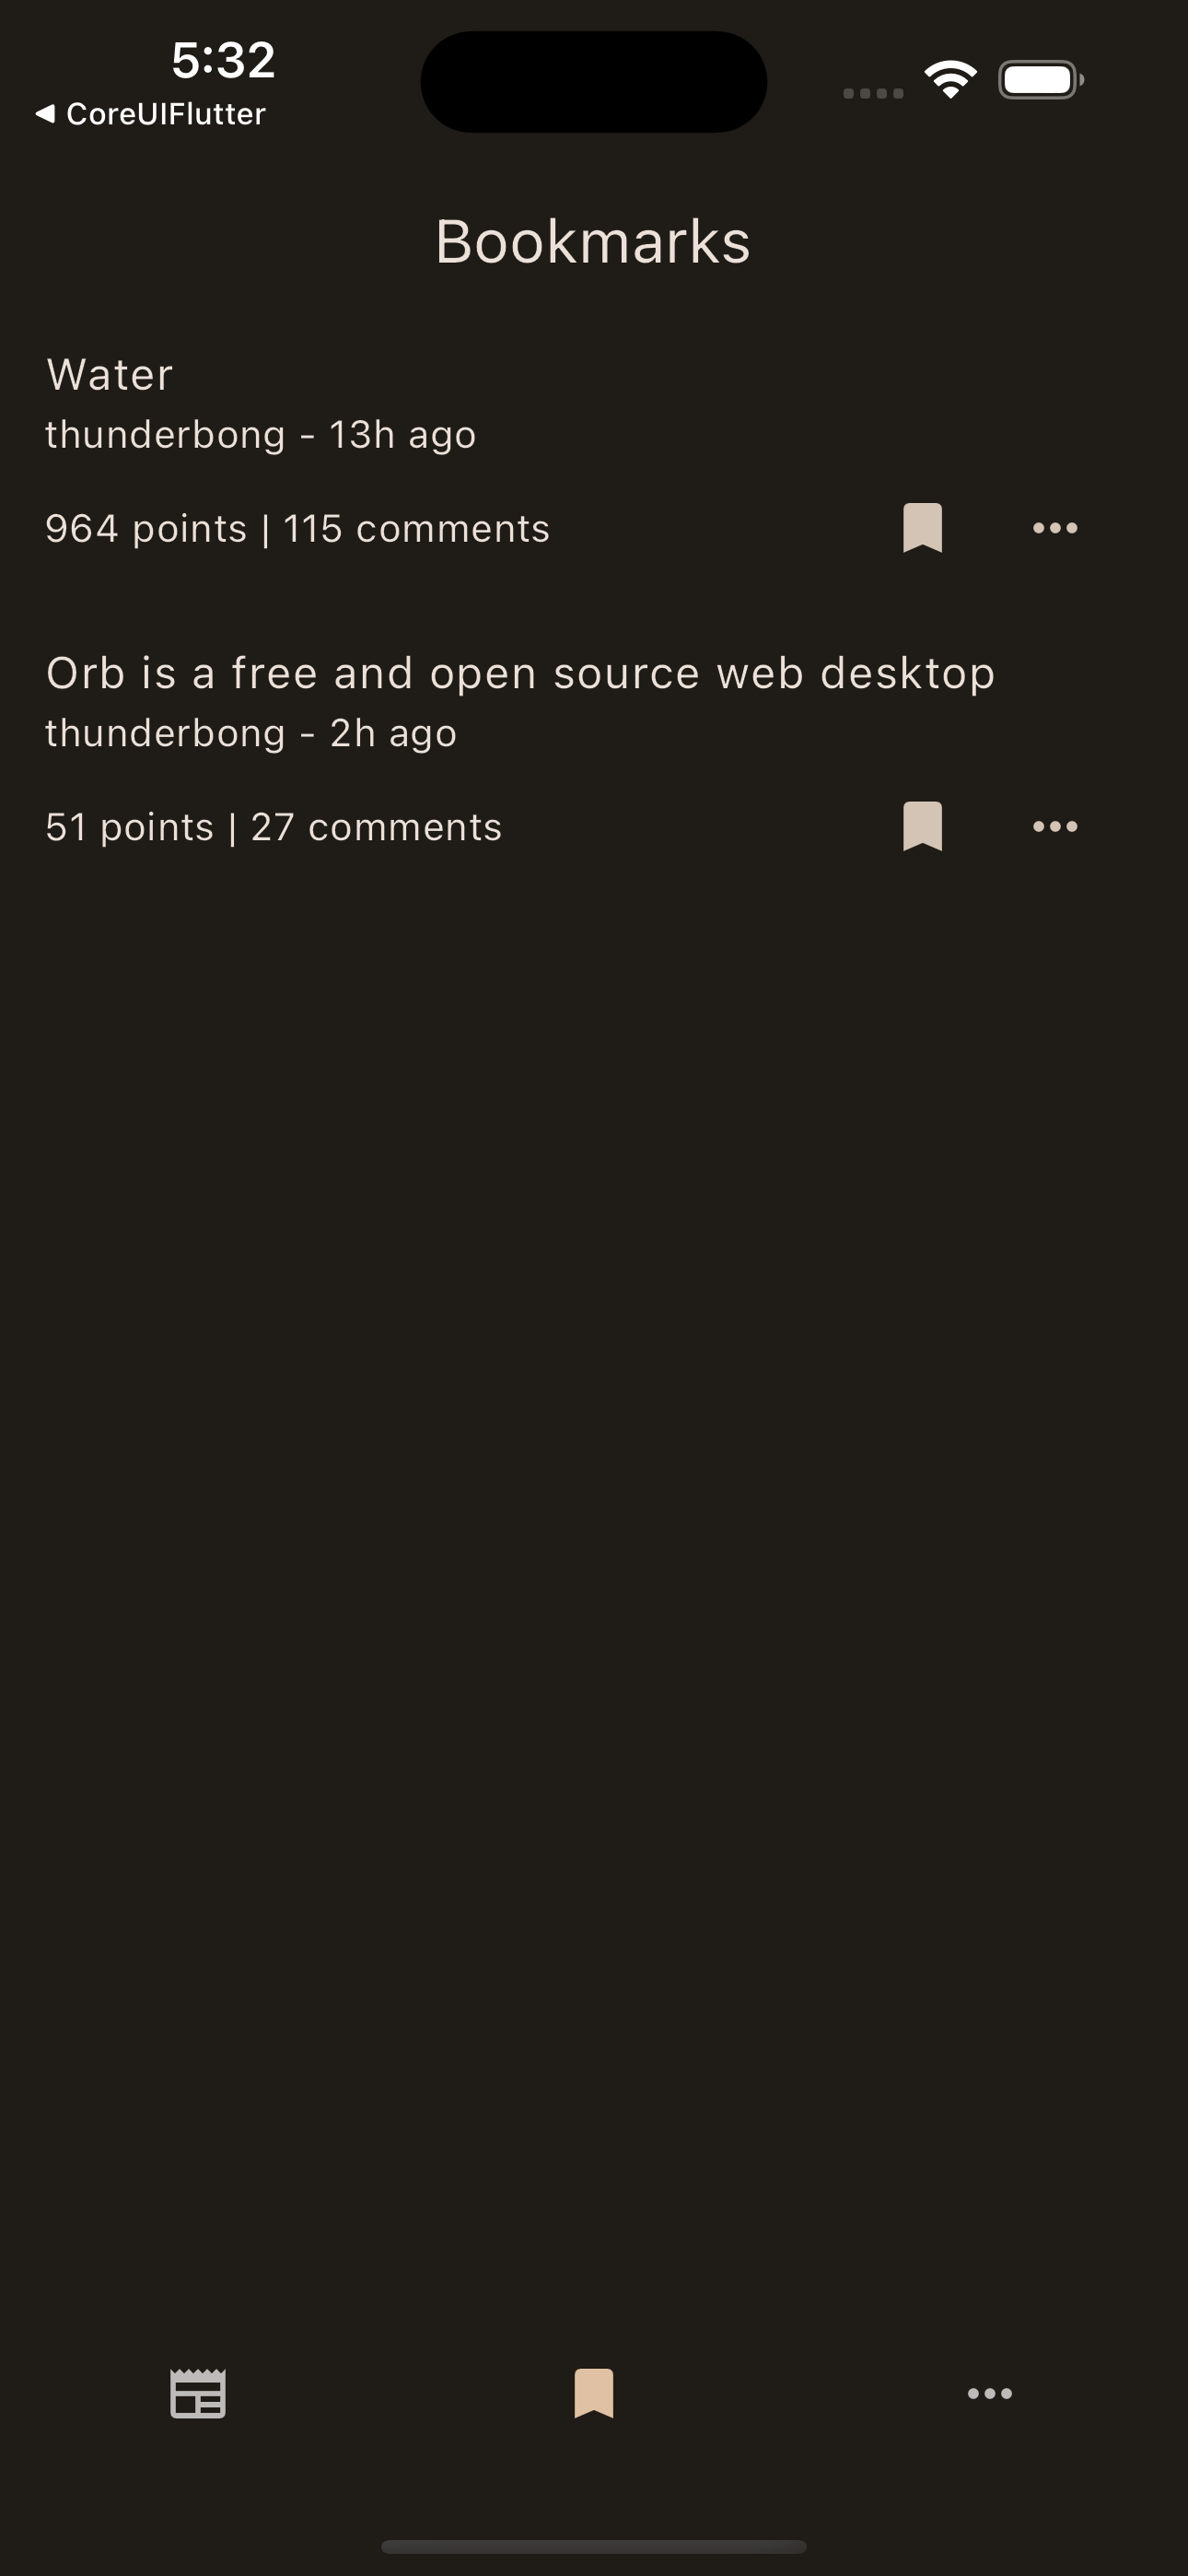 5:32
CoreUIFlutter
Bookmarks
Water
thunderbong - 13h ago
964 points | 115 comments
Orb is a free and open source web desktop
thunderbong - 2h ago
51 points | 27 comments